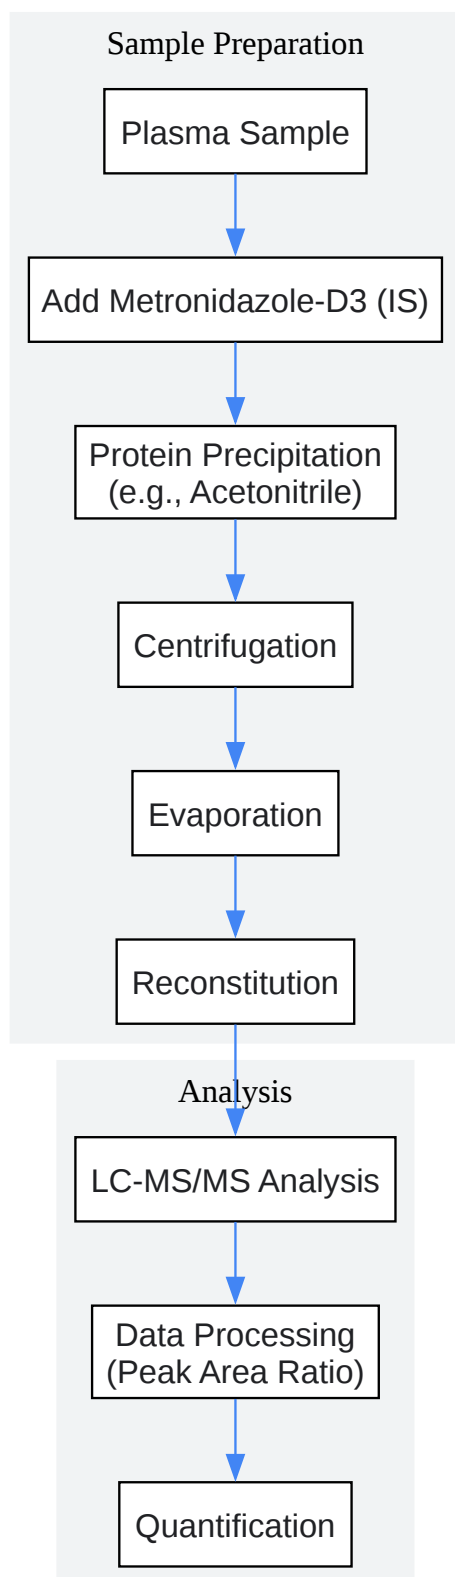 Sample Preparation
Plasma Sample
Add Metronidazole-D3 (IS)
Protein Precipitation
(e.g., Acetonitrile)
Centrifugation
Evaporation
Reconstitution
Analysis
LC-MS/MS Analysis
Data Processing
(Peak Area Ratio)
Quantification